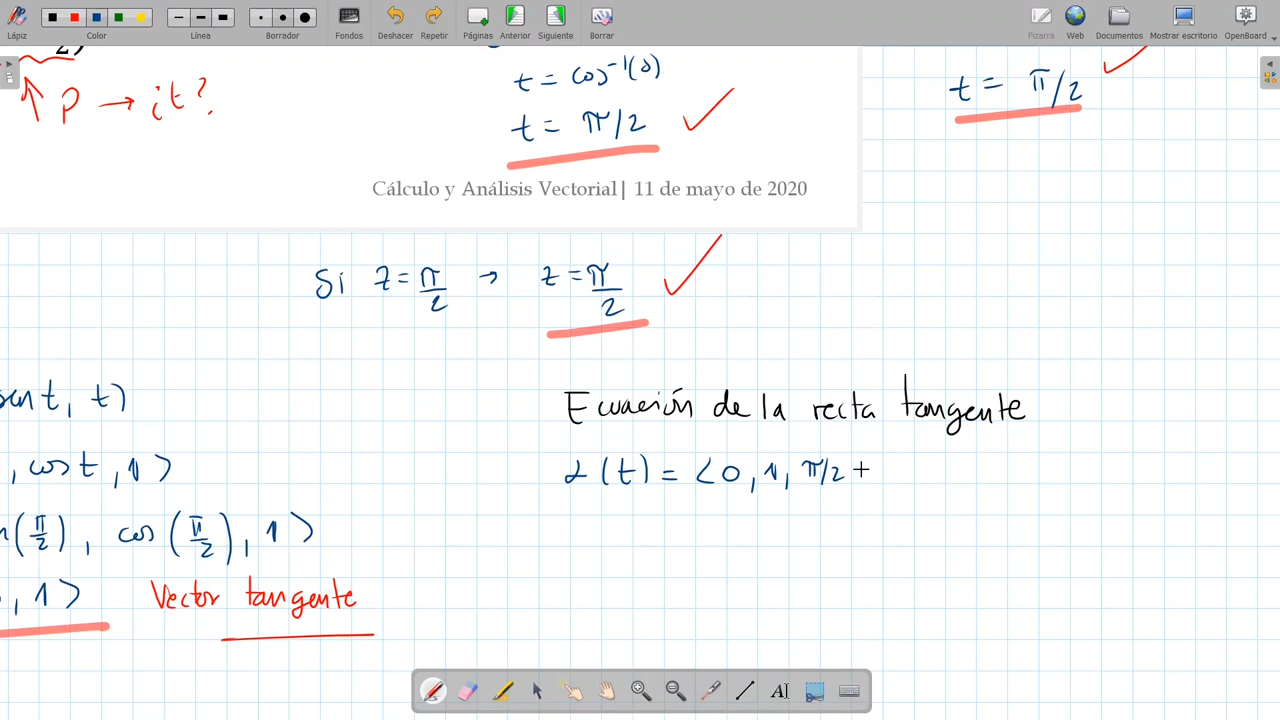 Lápiz Color Línea Borrador Fondos Deshacer Repetir Páginas Anterior Siguiente Borrar Pizarra Web Documentos Mostrar escritorio OpenBoard
↑ P → ¿t?
t = cos⁻¹(0)
t = π/2
t = π/2
Cálculo y Análisis Vectorial| 11 de mayo de 2020
Si z = π/2 → z = π/2
sen t, t)
, cos t, 1 >
n(π/2), cos(π/2), 1 >
, 1 > Vector tangente
Ecuación de la recta tangente
L(t) = <0, 1, π/2